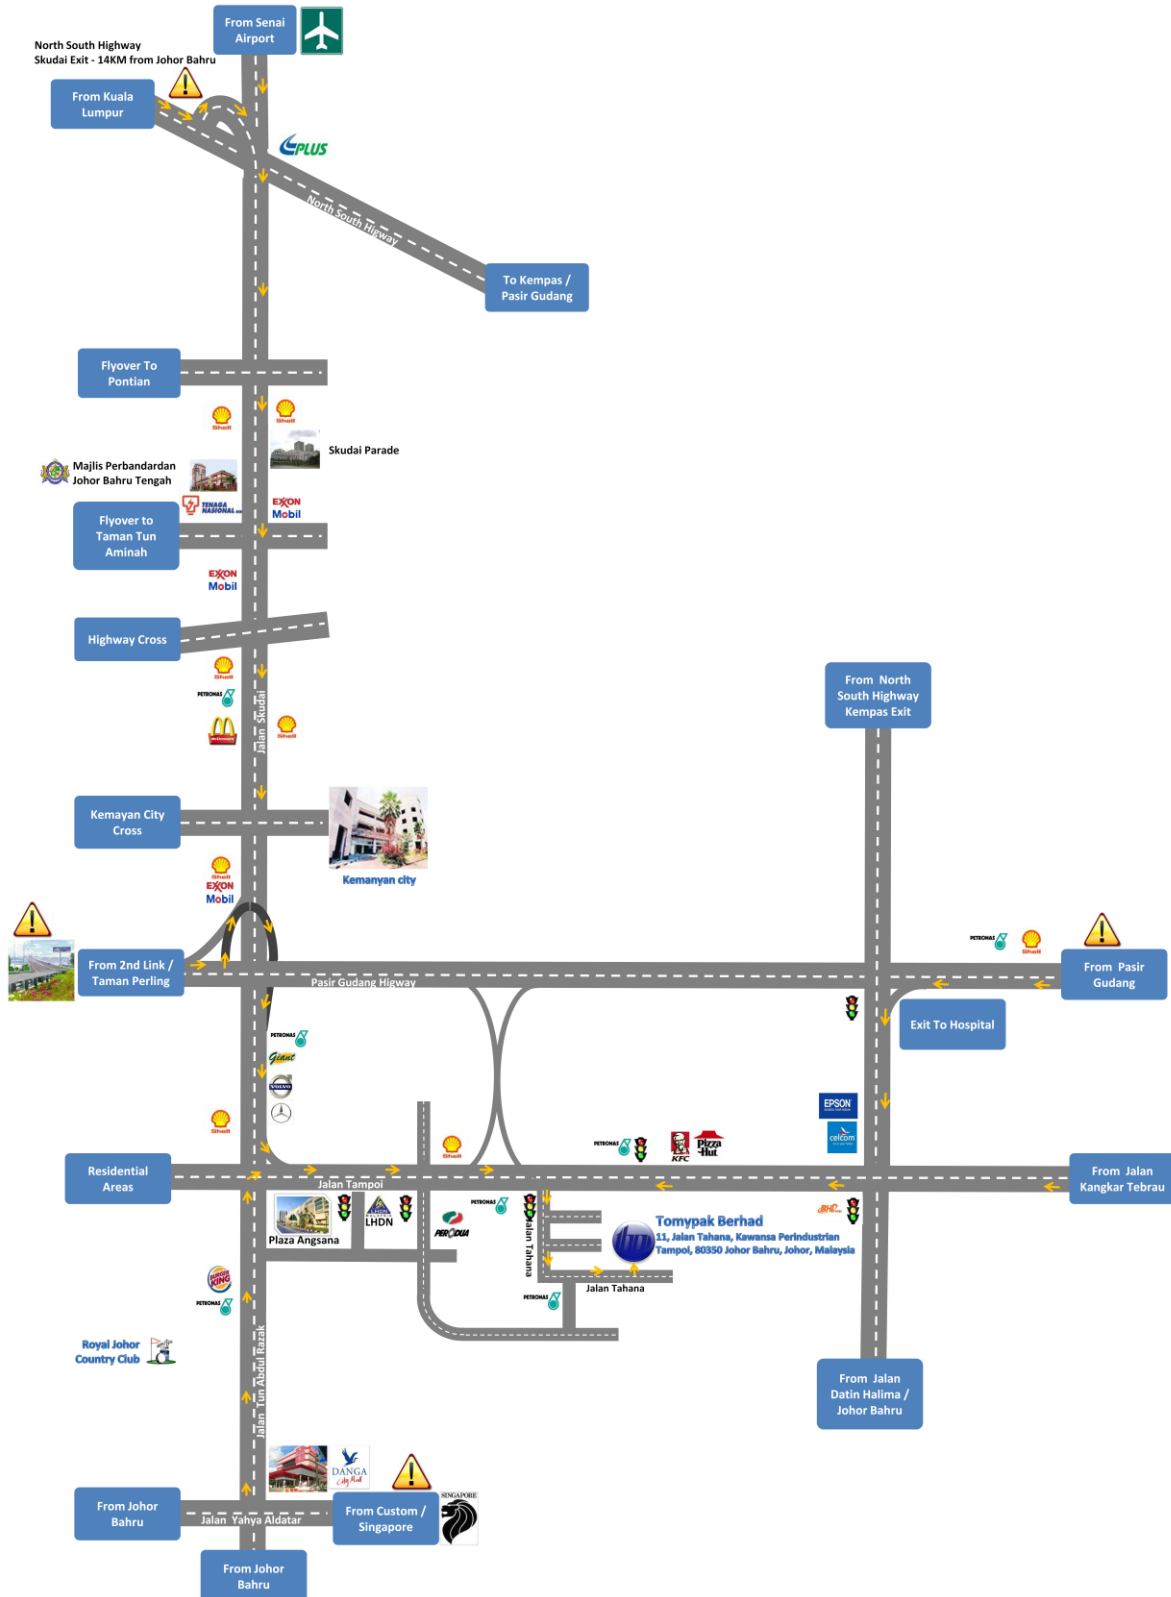 From Senai
Airport
North South Highway
Skudai Exit - 14KM from Johor Bahru
From Kuala
Lumpur
PLUS
North South Higway
To Kempas /
Pasir Gudang
Flyover To
Pontian
Shell
Shell
Skudai Parade
Majlis Perbandardan
Johor Bahru Tengah
TENAGA
NASIONAL
EXXON
Mobil
Flyover to
Taman Tun
Aminah
EXXON
Mobil
Highway Cross
Shell
PETRONAS
McDonald's
Shell
Jalan Skudai
From North
South Highway
Kempas Exit
Kemayan City
Cross
Kemanyan city
Shell
EXXON
Mobil
From 2nd Link /
Taman Perling
Pasir Gudang Higway
PETRONAS
Shell
From Pasir
Gudang
Exit To Hospital
PETRONAS
Giant
VOLVO
Shell
EPSON
celcom
Shell
PETRONAS
KFC
Pizza
Hut
Residential
Areas
Jalan Tampoi
From Jalan
Kangkar Tebrau
Plaza Angsana
LHDN
PERODUA
PETRONAS
Jalan Tahana
BHP
Tomypak Berhad
11, Jalan Tahana, Kawansa Perindustrian
Tampoi, 80350 Johor Bahru, Johor, Malaysia
Jalan Tahana
PETRONAS
BURGER
KING
PETRONAS
Royal Johor
Country Club
Jalan Tun Abdul Razak
From Jalan
Datin Halima /
Johor Bahru
DANGA
City Mall
From Johor
Bahru
Jalan Yahya Aldatar
From Custom /
Singapore
SINGAPORE
From Johor
Bahru